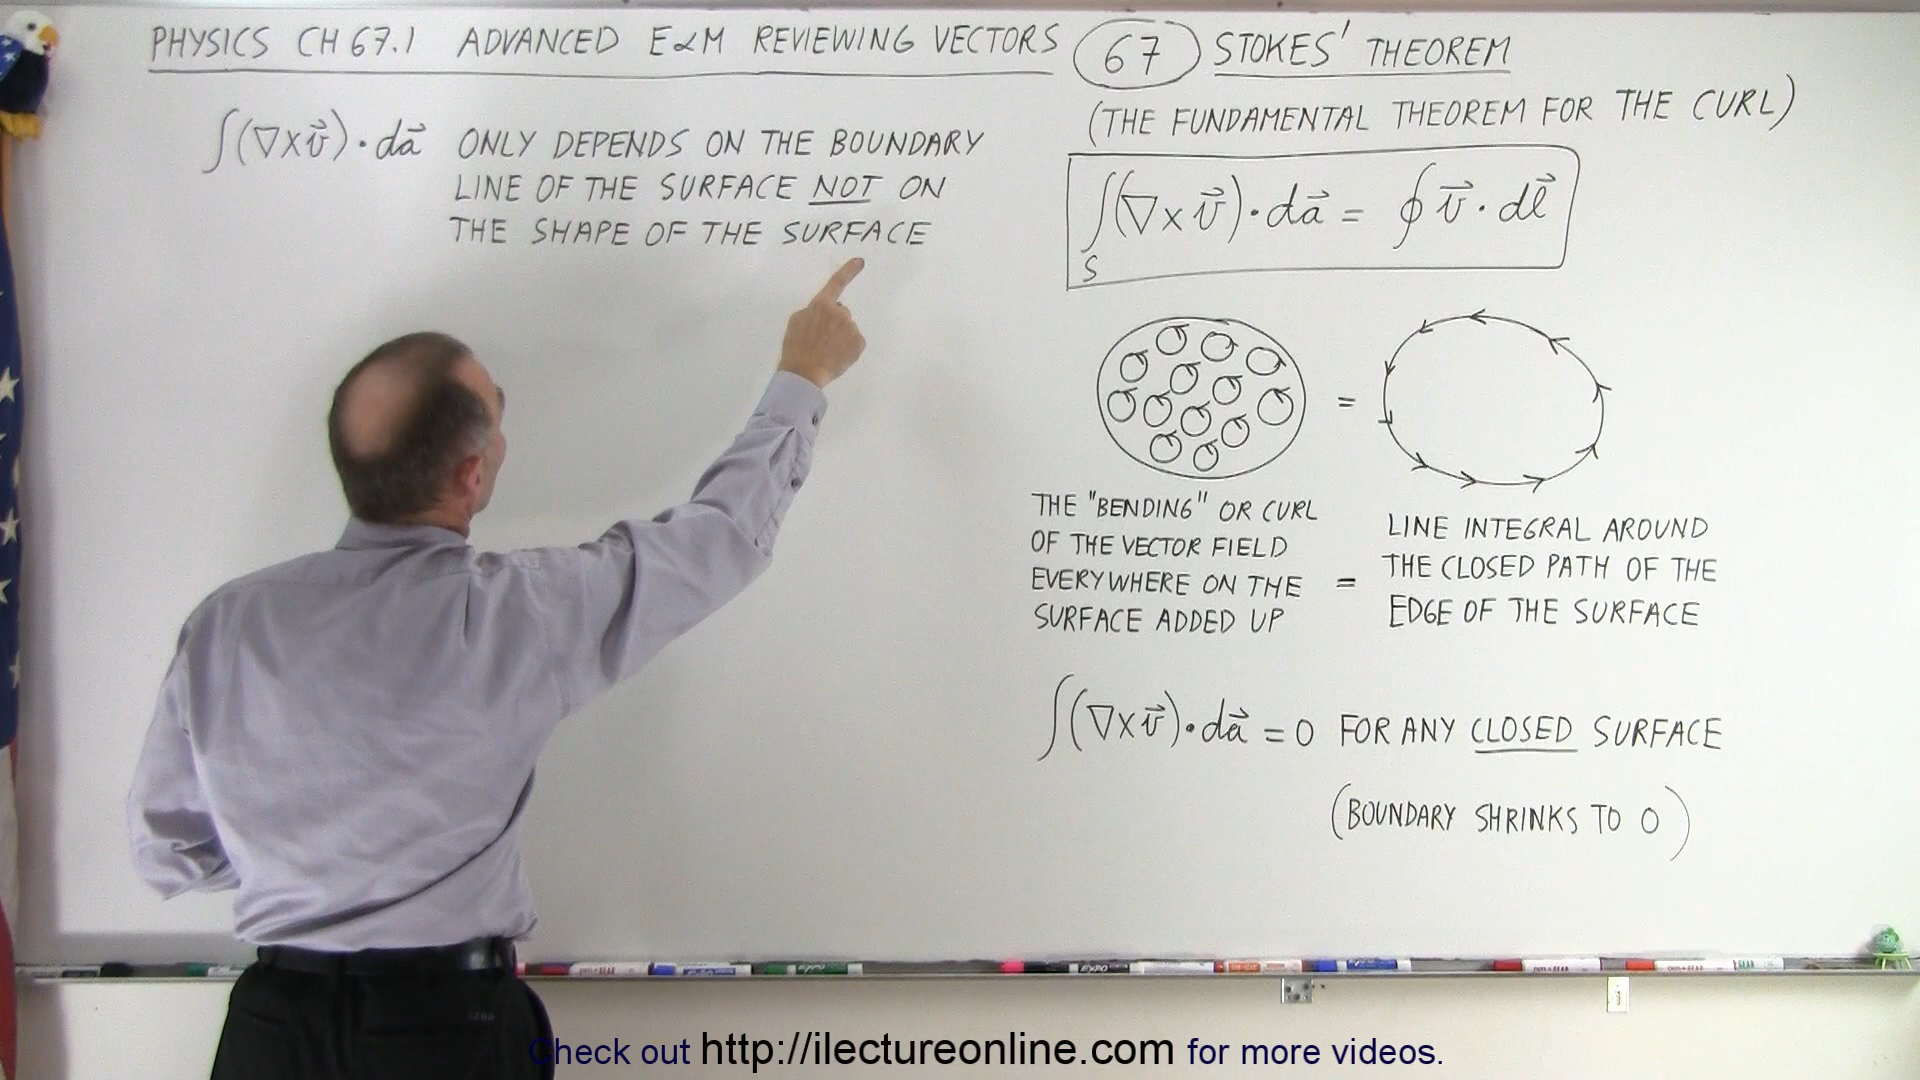 PHYSICS CH 67.1 ADVANCED E&M REVIEWING VECTORS 67 STOKES' THEOREM
(THE FUNDAMENTAL THEOREM FOR THE CURL)
∫(∇×v⃗)·da⃗ ONLY DEPENDS ON THE BOUNDARY
LINE OF THE SURFACE NOT ON
THE SHAPE OF THE SURFACE
∫(∇×v⃗)·da⃗ = ∮v⃗·dl⃗
S
=
THE "BENDING" OR CURL
OF THE VECTOR FIELD
EVERYWHERE ON THE
SURFACE ADDED UP
=
LINE INTEGRAL AROUND
THE CLOSED PATH OF THE
EDGE OF THE SURFACE
∫(∇×v⃗)·da⃗ = 0 FOR ANY CLOSED SURFACE
(BOUNDARY SHRINKS TO 0)
EXPO
Check out http://ilectureonline.com for more videos.